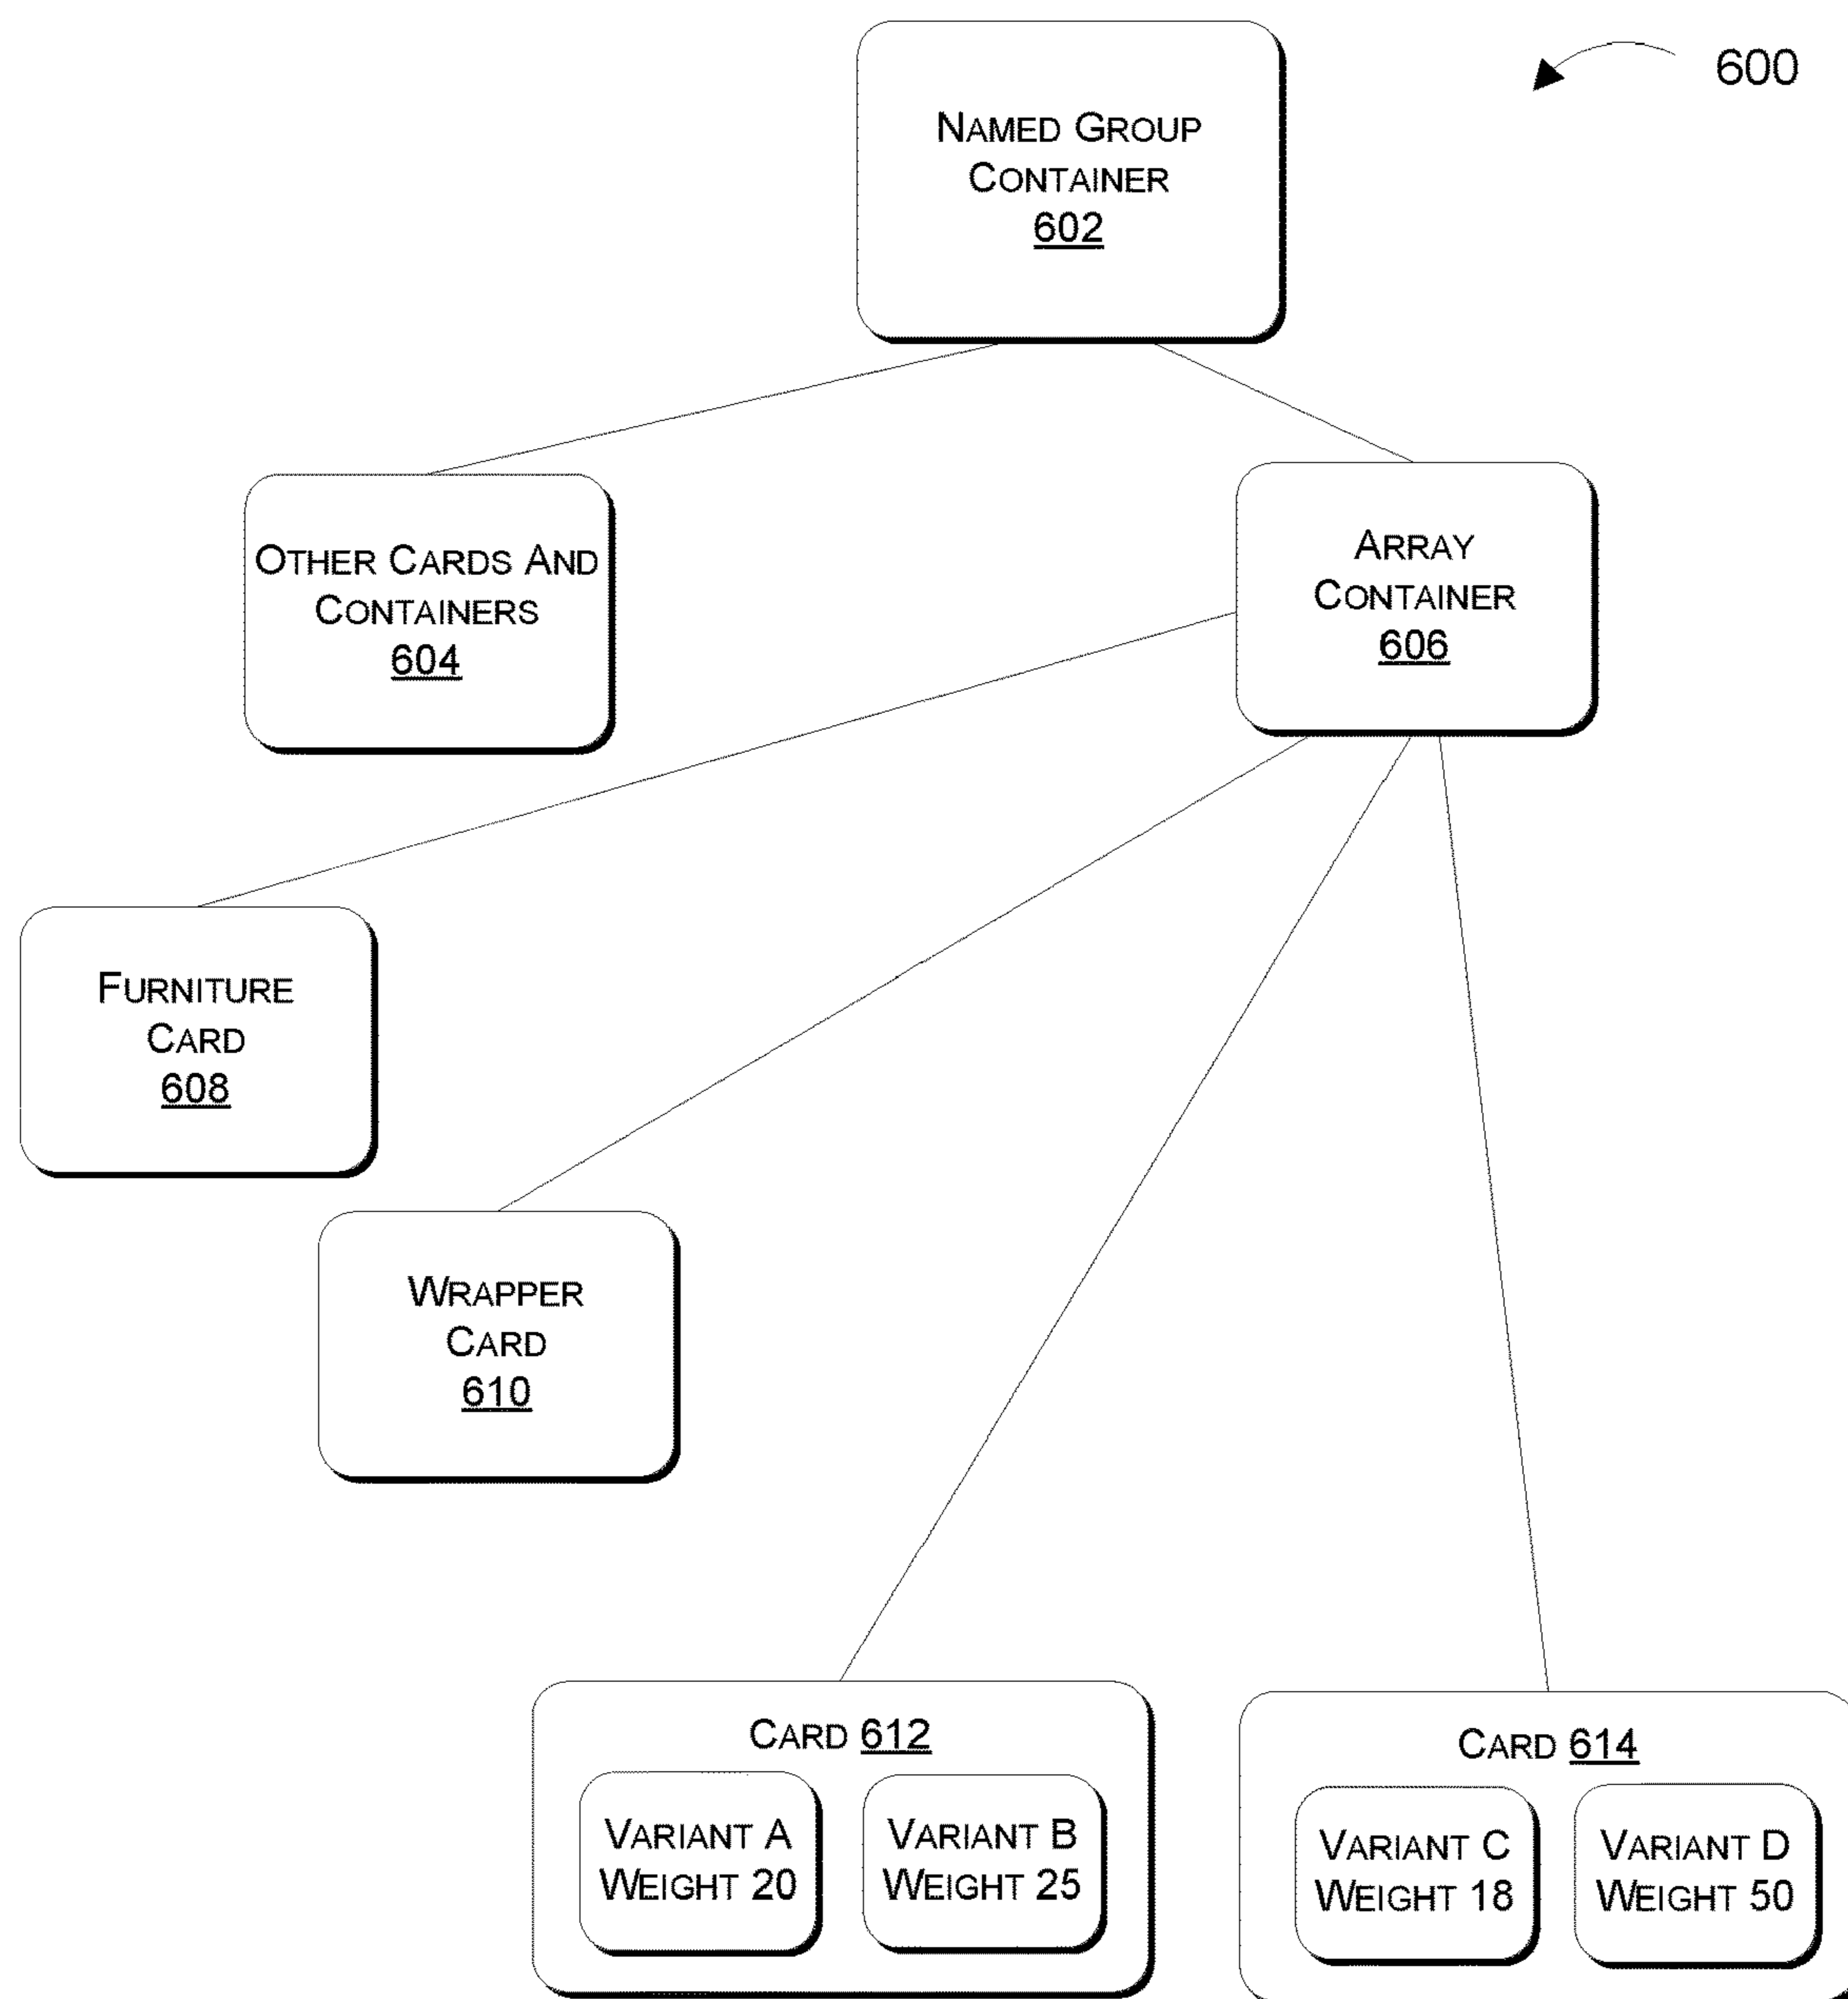 600
NAMED GROUP
CONTAINER
602
OTHER CARDS AND
CONTAINERS
604
ARRAY
CONTAINER
606
FURNITURE
CARD
608
WRAPPER
CARD
610
CARD 612
VARIANT A
WEIGHT 20
VARIANT B
WEIGHT 25
CARD 614
VARIANT C
WEIGHT 18
VARIANT D
WEIGHT 50